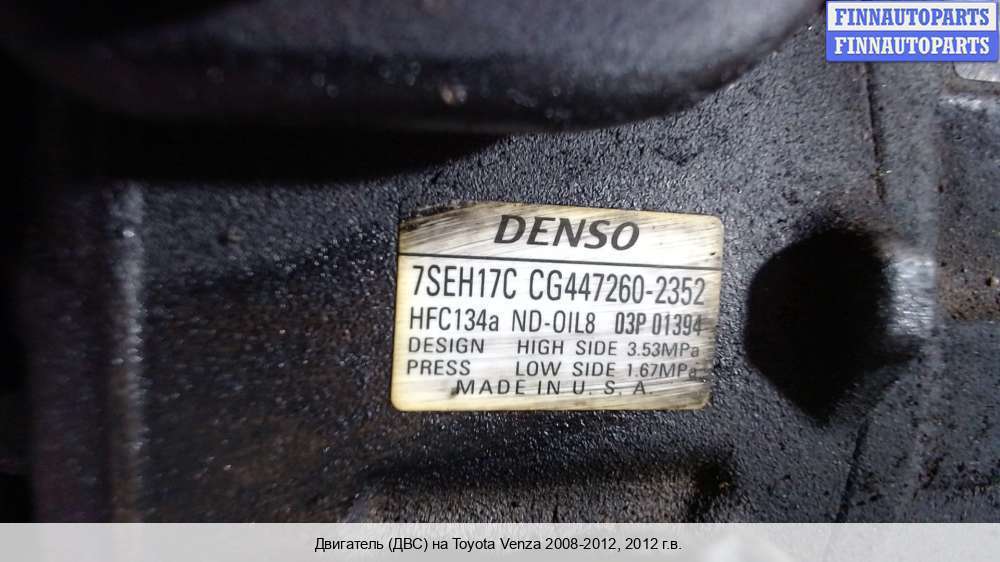 FINNAUTOPARTS
FINNAUTOPARTS
DENSO
7SEH17C CG447260-2352
HFC134a ND-OIL8 03P 01394
DESIGN HIGH SIDE 3.53MPa
PRESS LOW SIDE 1.67MPa
MADE IN U.S.A.
Двигатель (ДВС) на Toyota Venza 2008-2012, 2012 г.в.